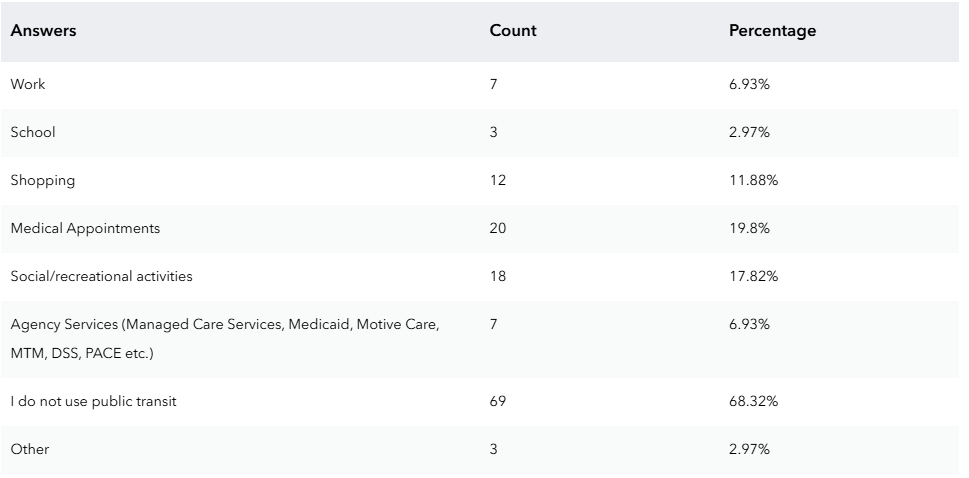 Answers Count Percentage
Work 7 6.93%
School 3 2.97%
Shopping 12 11.88%
Medical Appointments 20 19.8%
Social/recreational activities 18 17.82%
Agency Services (Managed Care Services, Medicaid, Motive Care, 7 6.93%
MTM, DSS, PACE etc.)
I do not use public transit 69 68.32%
Other 3 2.97%